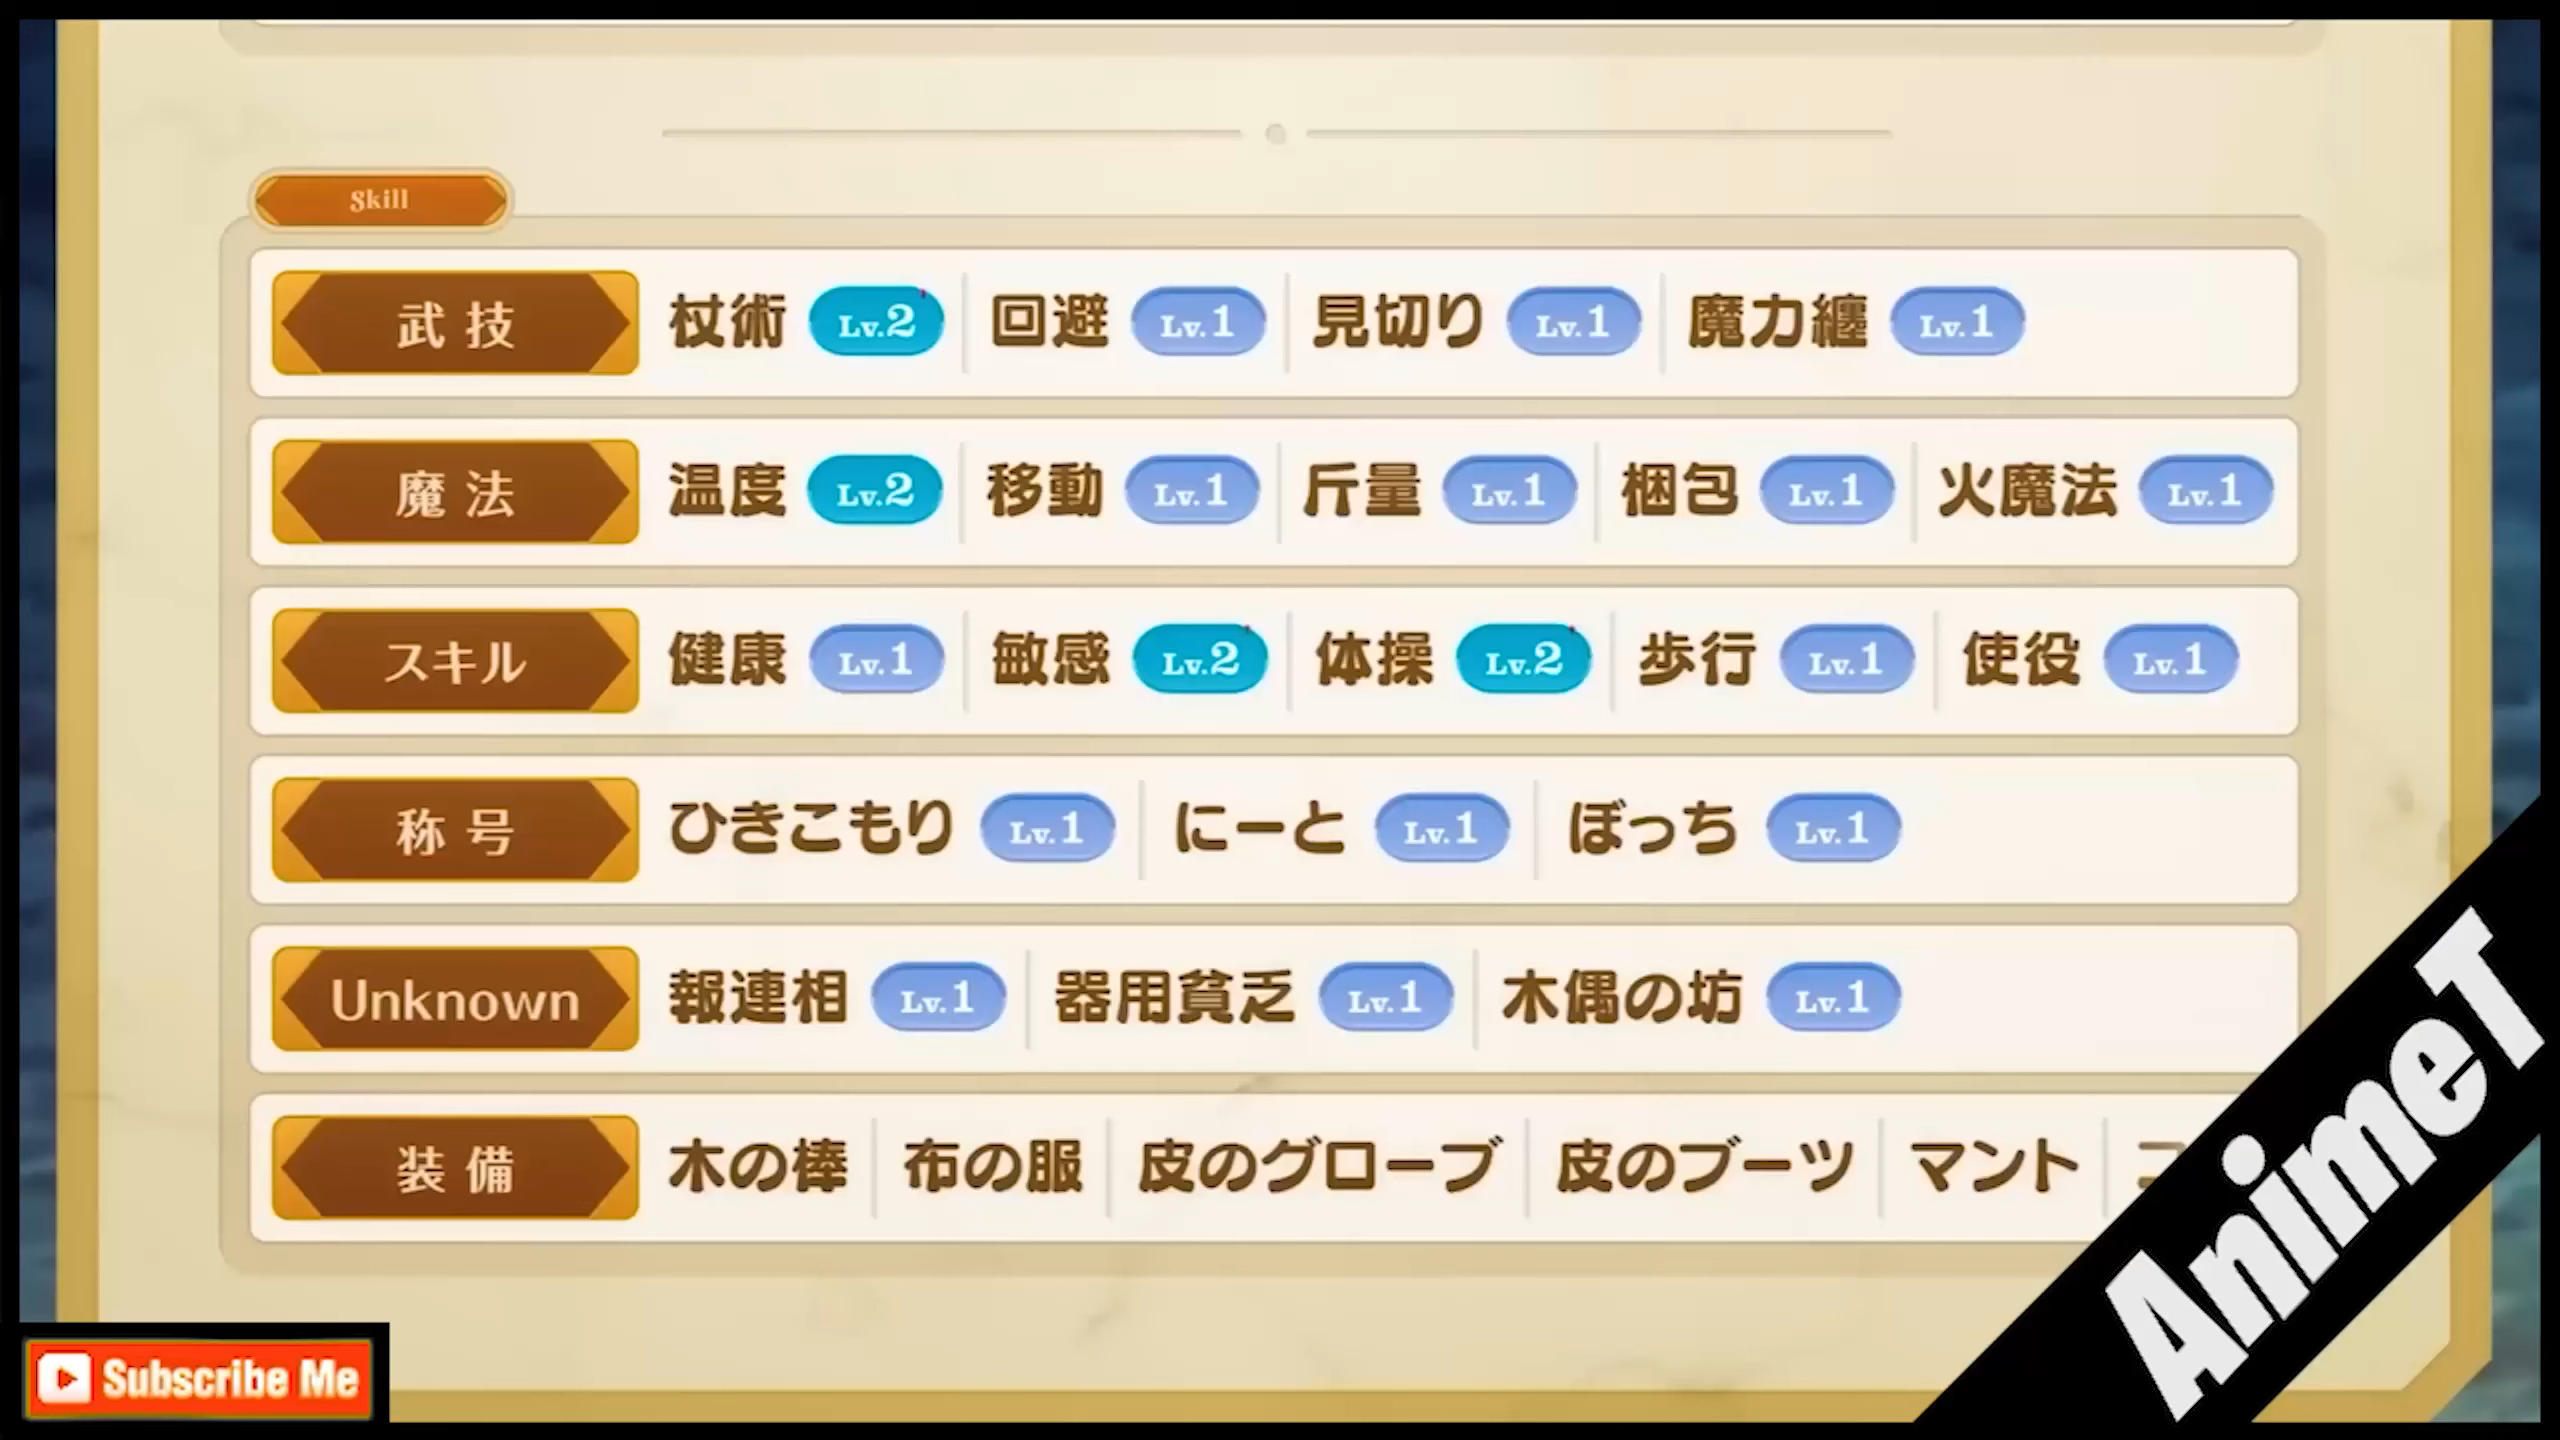 Skill
武技 杖術 Lv.2 回避 Lv.1 見切り Lv.1 魔力纏 Lv.1
魔法 温度 Lv.2 移動 Lv.1 斤量 Lv.1 梱包 Lv.1 火魔法 Lv.1
スキル 健康 Lv.1 敏感 Lv.2 体操 Lv.2 歩行 Lv.1 使役 Lv.1
称号 ひきこもり Lv.1 にーと Lv.1 ぼっち Lv.1
Unknown 報連相 Lv.1 器用貧乏 Lv.1 木偶の坊 Lv.1
装備 木の棒 布の服 皮のグローブ 皮のブーツ マント
AnimeT
Subscribe Me